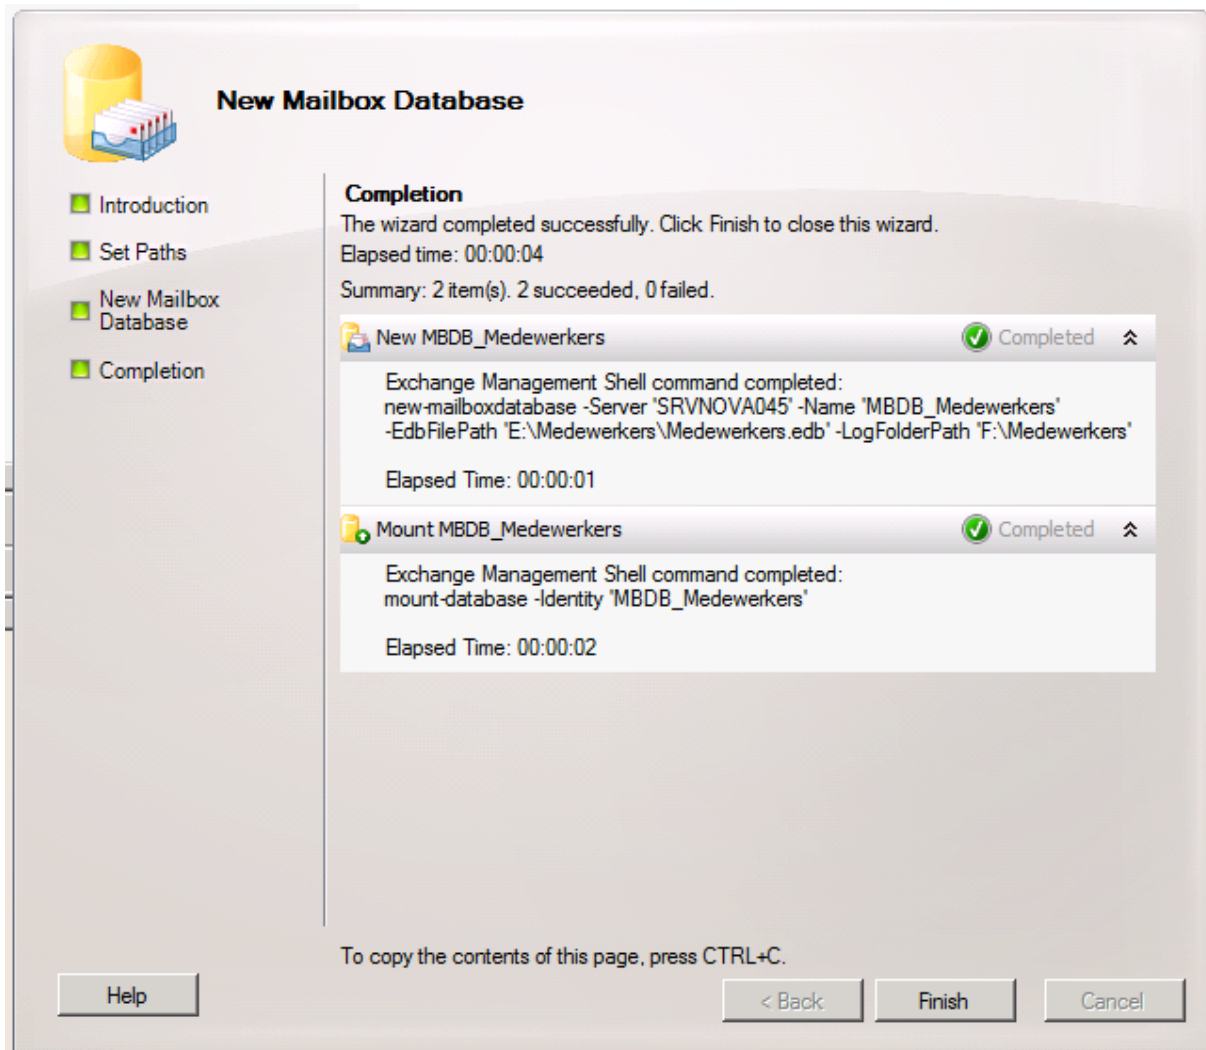 New Mailbox Database
Introduction
Set Paths
New Mailbox
Database
Completion
Completion
The wizard completed successfully. Click Finish to close this wizard.
Elapsed time: 00:00:04
Summary: 2 item(s). 2 succeeded, 0 failed.
New MBDB_Medewerkers
Completed
Exchange Management Shell command completed:
new-mailboxdatabase -Server 'SRVNOVA045' -Name 'MBDB_Medewerkers'
-EdbFilePath 'E:\Medewerkers\Medewerkers.edb' -LogFolderPath 'F:\Medewerkers'
Elapsed Time: 00:00:01
Mount MBDB_Medewerkers
Completed
Exchange Management Shell command completed:
mount-database -Identity 'MBDB_Medewerkers'
Elapsed Time: 00:00:02
To copy the contents of this page, press CTRL+C.
Help
< Back
Finish
Cancel